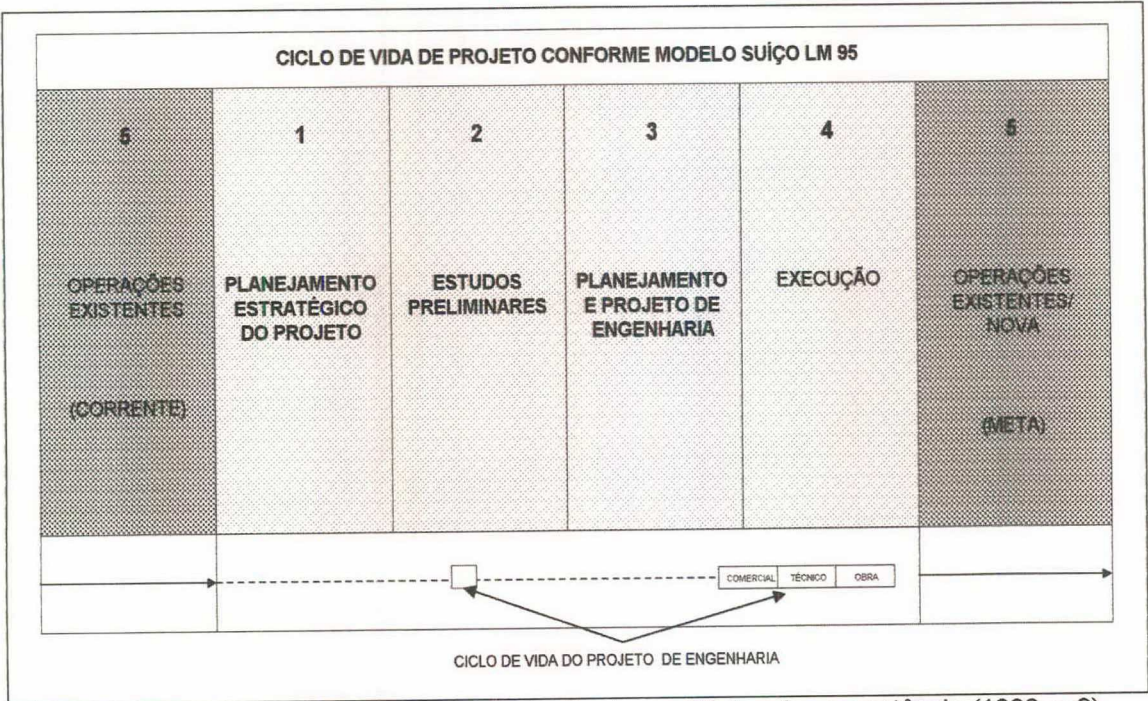 CICLO DE VIDA DE PROJETO CONFORME MODELO SUÍÇO LM 95
5
OPERAÇÕES
EXISTENTES
(CORRENTE)
1
PLANEJAMENTO
ESTRATÉGICO
DO PROJETO
2
ESTUDOS
PRELIMINARES
3
PLANEJAMENTO
E PROJETO DE
ENGENHARIA
4
EXECUÇÃO
5
OPERAÇÕES
EXISTENTES/
NOVA
(META)
COMERCIAL
TÉCNICO
OBRA
CICLO DE VIDA DO PROJETO DE ENGENHARIA